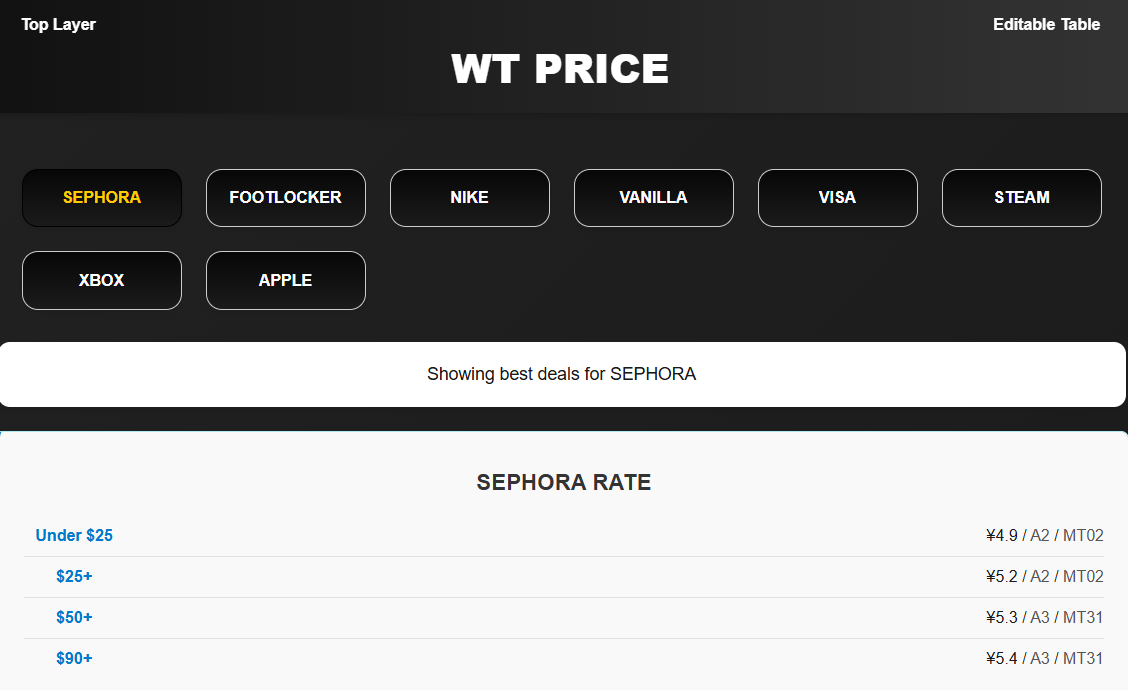 Top Layer
Editable Table
WT PRICE
SEPHORA
FOOTLOCKER
NIKE
VANILLA
VISA
STEAM
XBOX
APPLE
Showing best deals for SEPHORA
SEPHORA RATE
Under $25 ¥4.9 / A2 / MT02
$25+ ¥5.2 / A2 / MT02
$50+ ¥5.3 / A3 / MT31
$90+ ¥5.4 / A3 / MT31